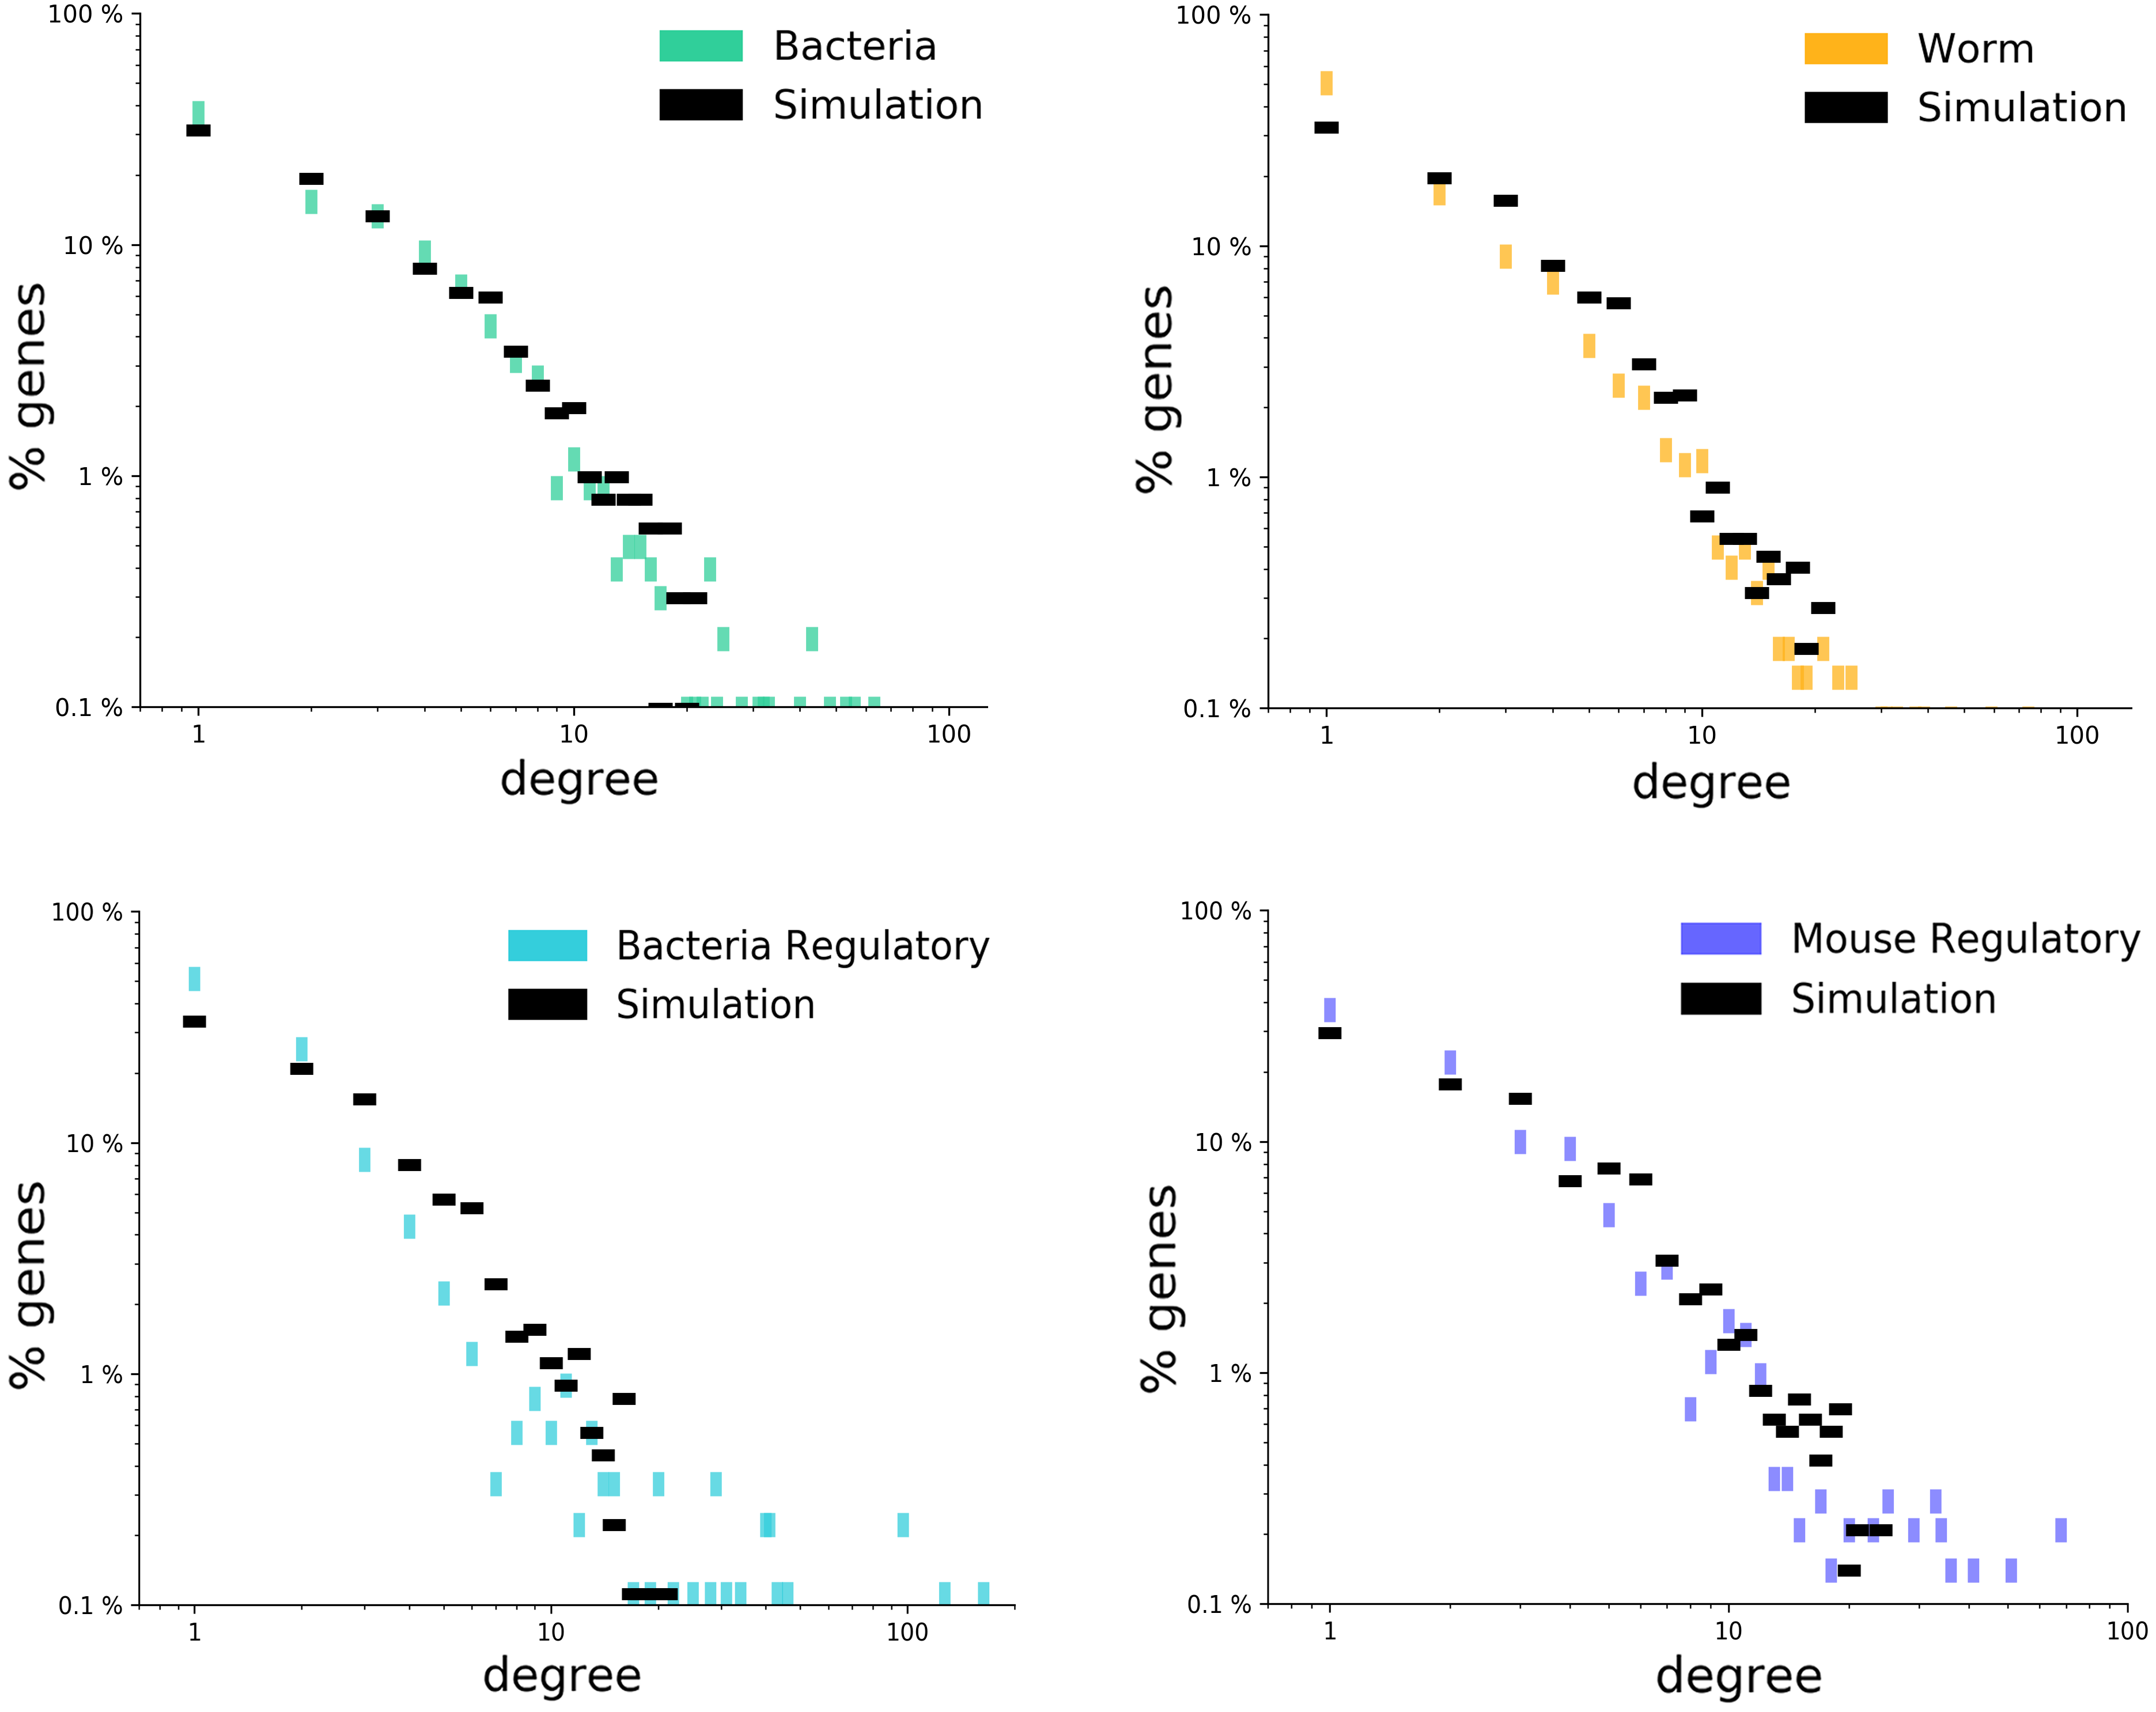 100 %
10 %
1 %
0.1 %
% genes
Bacteria
Simulation
1 10 100
degree
100 %
10 %
1 %
0.1 %
% genes
Worm
Simulation
1 10 100
degree
100 %
10 %
1 %
0.1 %
% genes
Bacteria Regulatory
Simulation
1 10 100
degree
100 %
10 %
1 %
0.1 %
% genes
Mouse Regulatory
Simulation
1 10 100
degree